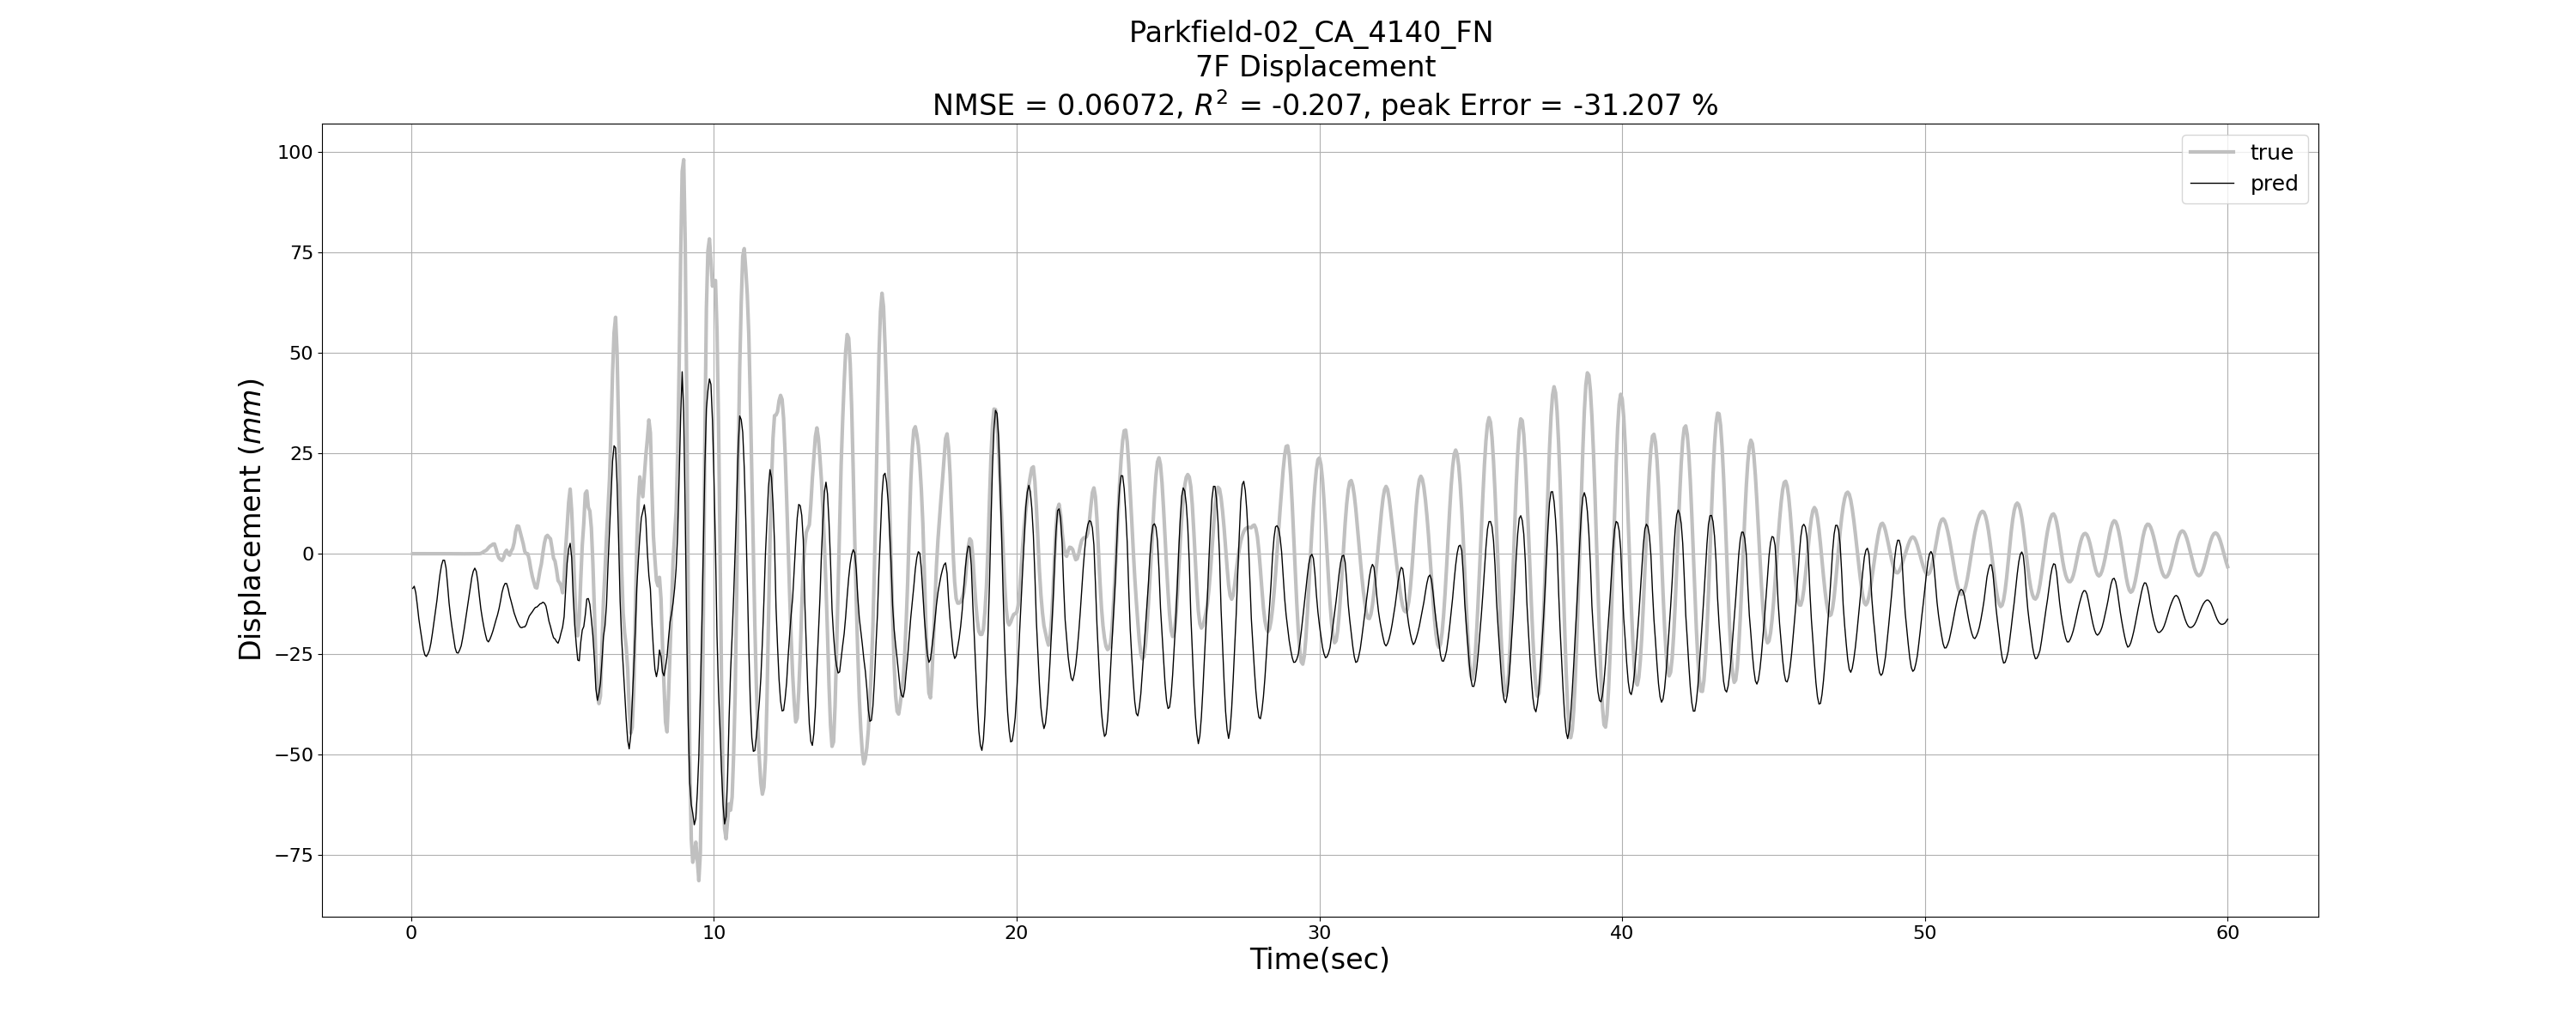 Parkfield-02_CA_4140_FN
7F Displacement
NMSE = 0.06072, R² = -0.207, peak Error = -31.207 %
true
pred
100
75
50
25
0
−25
−50
−75
Displacement (mm)
0 10 20 30 40 50 60
Time(sec)